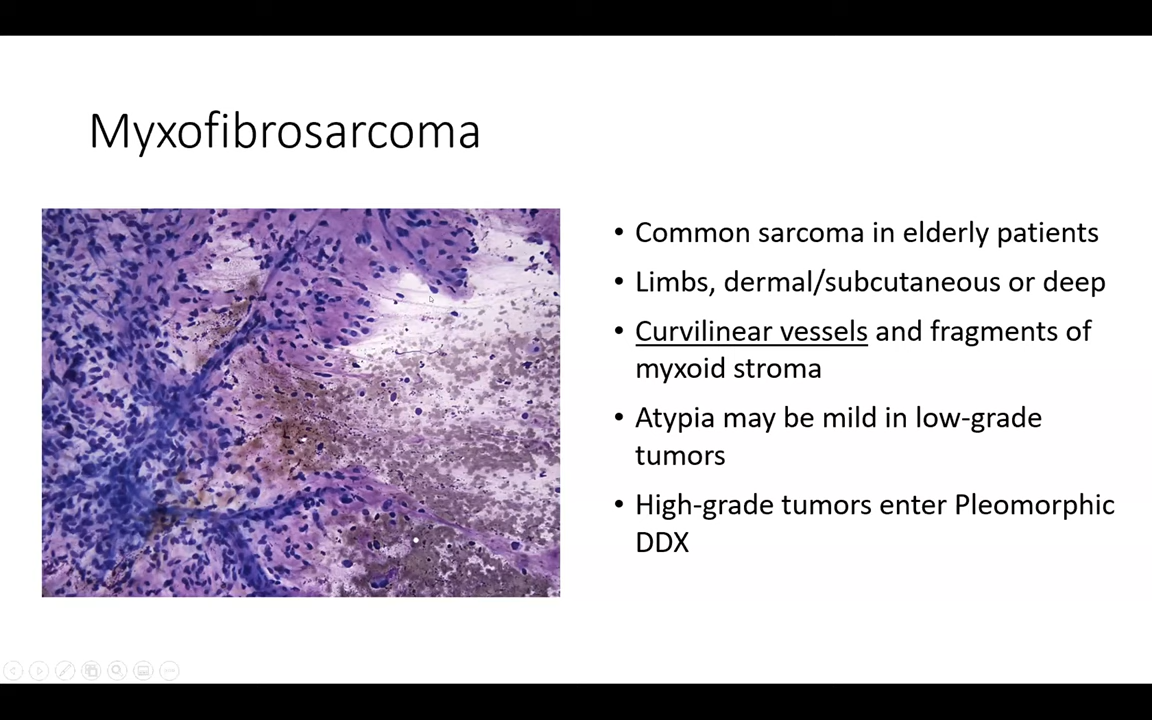 Myxofibrosarcoma
• Common sarcoma in elderly patients
• Limbs, dermal/subcutaneous or deep
• Curvilinear vessels and fragments of
myxoid stroma
• Atypia may be mild in low-grade
tumors
• High-grade tumors enter Pleomorphic
DDX